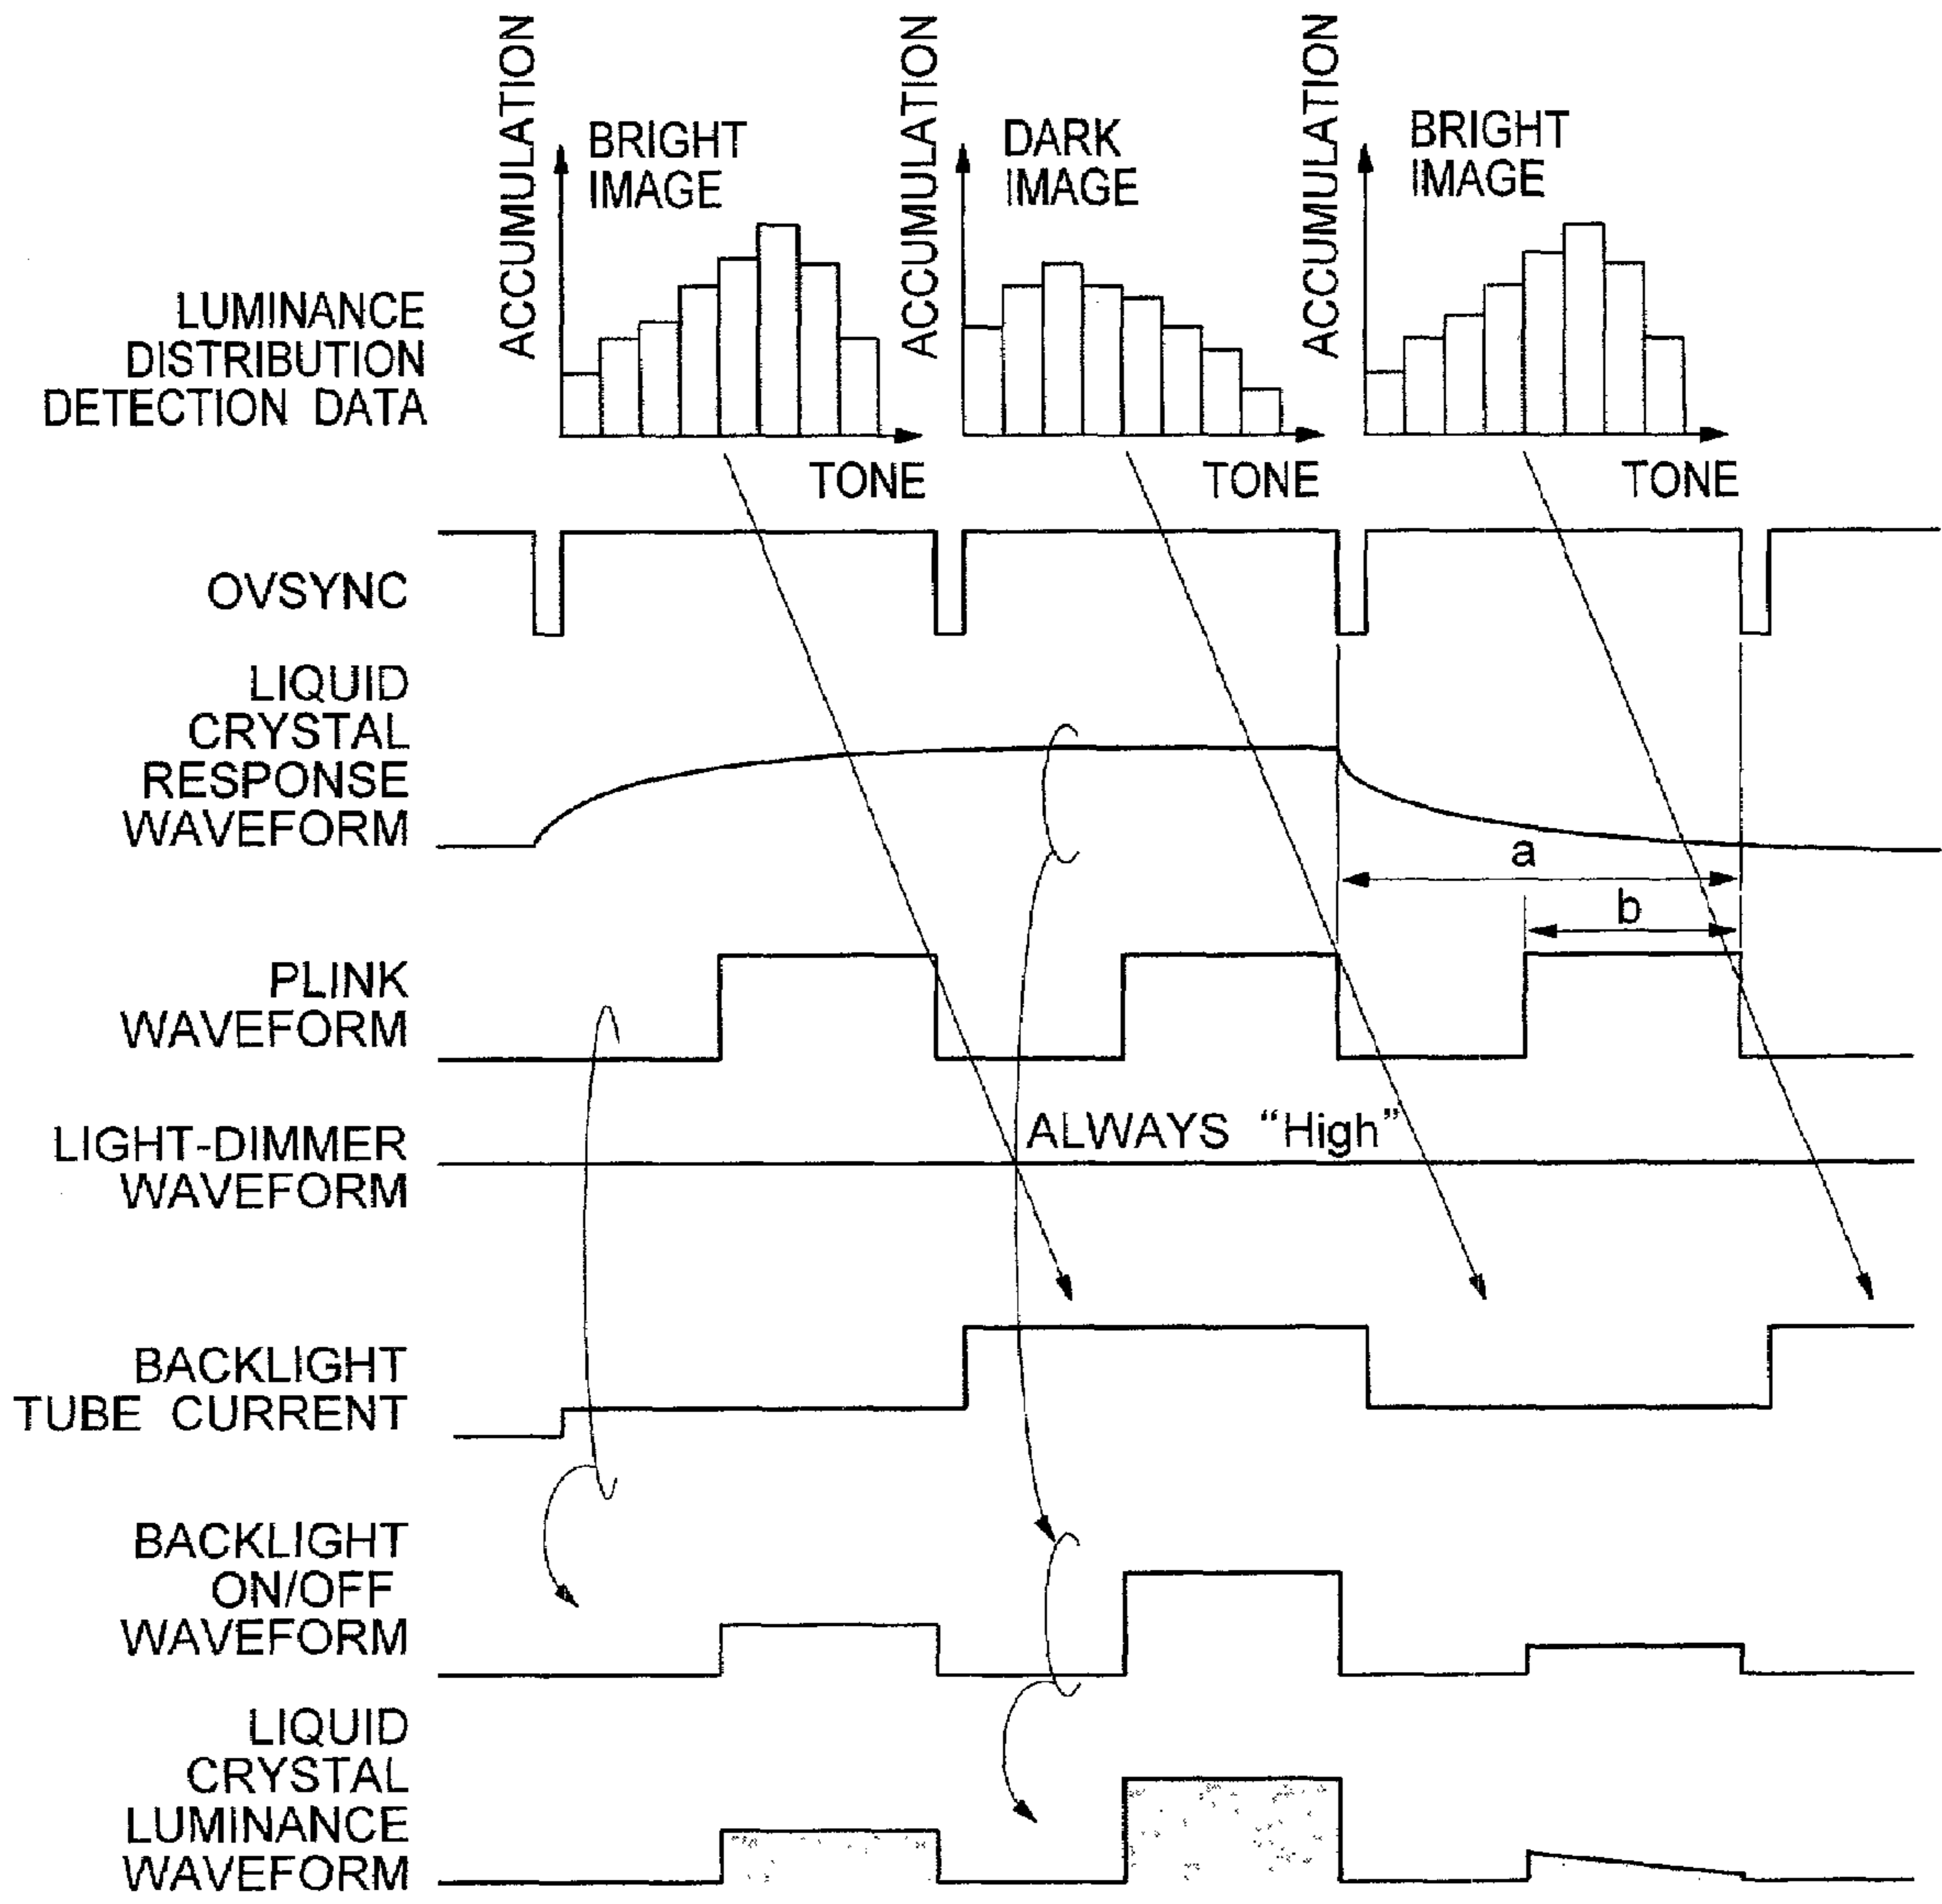 ACCUMULATION
BRIGHT
IMAGE
ACCUMULATION
DARK
IMAGE
ACCUMULATION
BRIGHT
IMAGE
LUMINANCE
DISTRIBUTION
DETECTION DATA
TONE
TONE
TONE
OVSYNC
LIQUID
CRYSTAL
RESPONSE
WAVEFORM
a
b
PLINK
WAVEFORM
ALWAYS "High"
LIGHT-DIMMER
WAVEFORM
BACKLIGHT
TUBE CURRENT
BACKLIGHT
ON/OFF
WAVEFORM
LIQUID
CRYSTAL
LUMINANCE
WAVEFORM